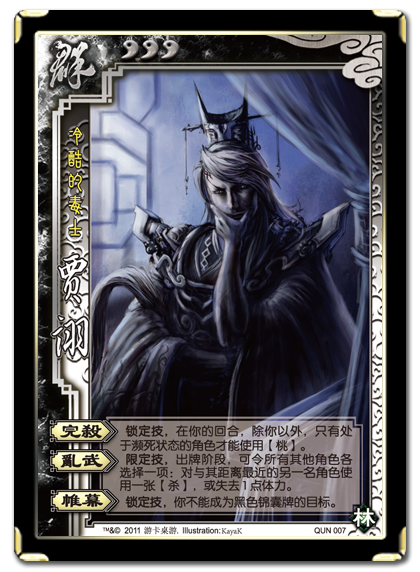 群
冷酷的毒士
賈詡
完殺
锁定技，在你的回合，除你以外，只有处
于濒死状态的角色才能使用【桃】。
亂武
限定技，出牌阶段，可令所有其他角色各
选择一项：对与其距离最近的另一名角色使
用一张【杀】，或失去1点体力。
帷幕
锁定技，你不能成为黑色锦囊牌的目标。
林
™&© 2011 游卡桌游. Illustration:KayaK
QUN 007